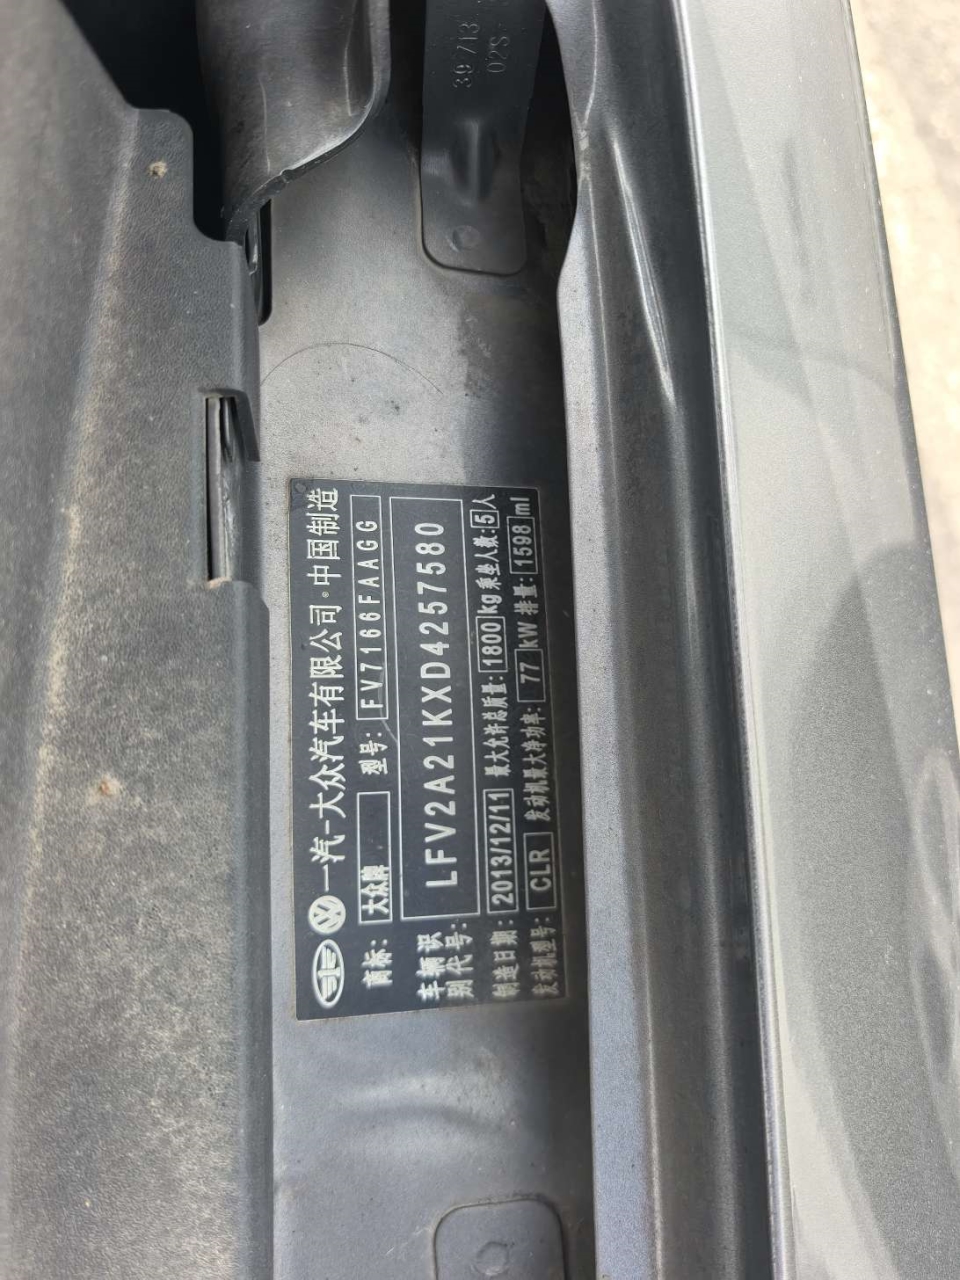 39 713
02S
一汽-大众汽车有限公司·中国制造
商标: 大众牌 型号: FV7166FAAGG
车辆识别代号: LFV2A21KXD4257580
制造日期: 2013/12/11 最大允许总质量: 1800 kg 乘坐人数: 5 人
发动机型号: CLR 发动机最大净功率: 77 kW 排量: 1598 ml